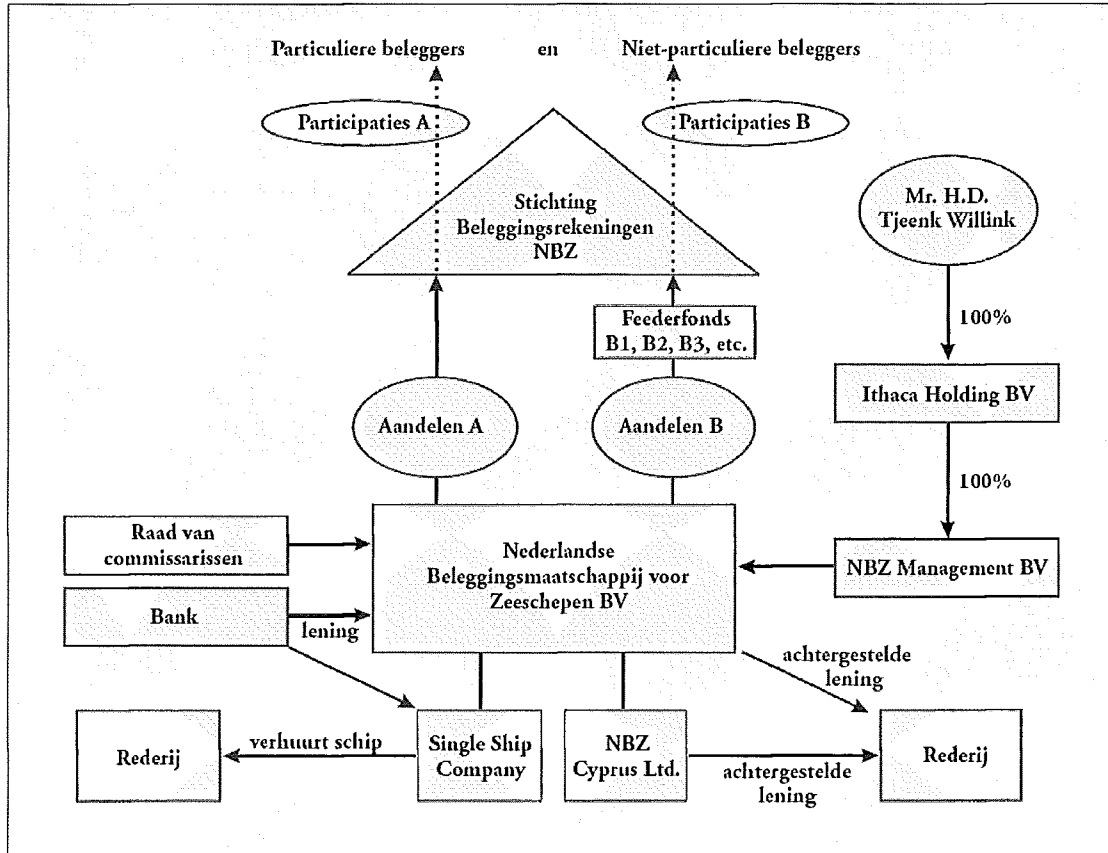 Particuliere beleggers en Niet-particuliere beleggers
Participaties A
Participaties B
Stichting
Beleggingsrekeningen
NBZ
Mr. H.D.
Tjeenk Willink
100%
Feederfonds
B1, B2, B3, etc.
Ithaca Holding BV
Aandelen A
Aandelen B
100%
Raad van
commissarissen
Nederlandse
Beleggingsmaatschappij voor
Zeeschepen BV
NBZ Management BV
Bank
lening
achtergestelde
lening
Rederij
verhuurt schip
Single Ship
Company
NBZ
Cyprus Ltd.
achtergestelde
lening
Rederij